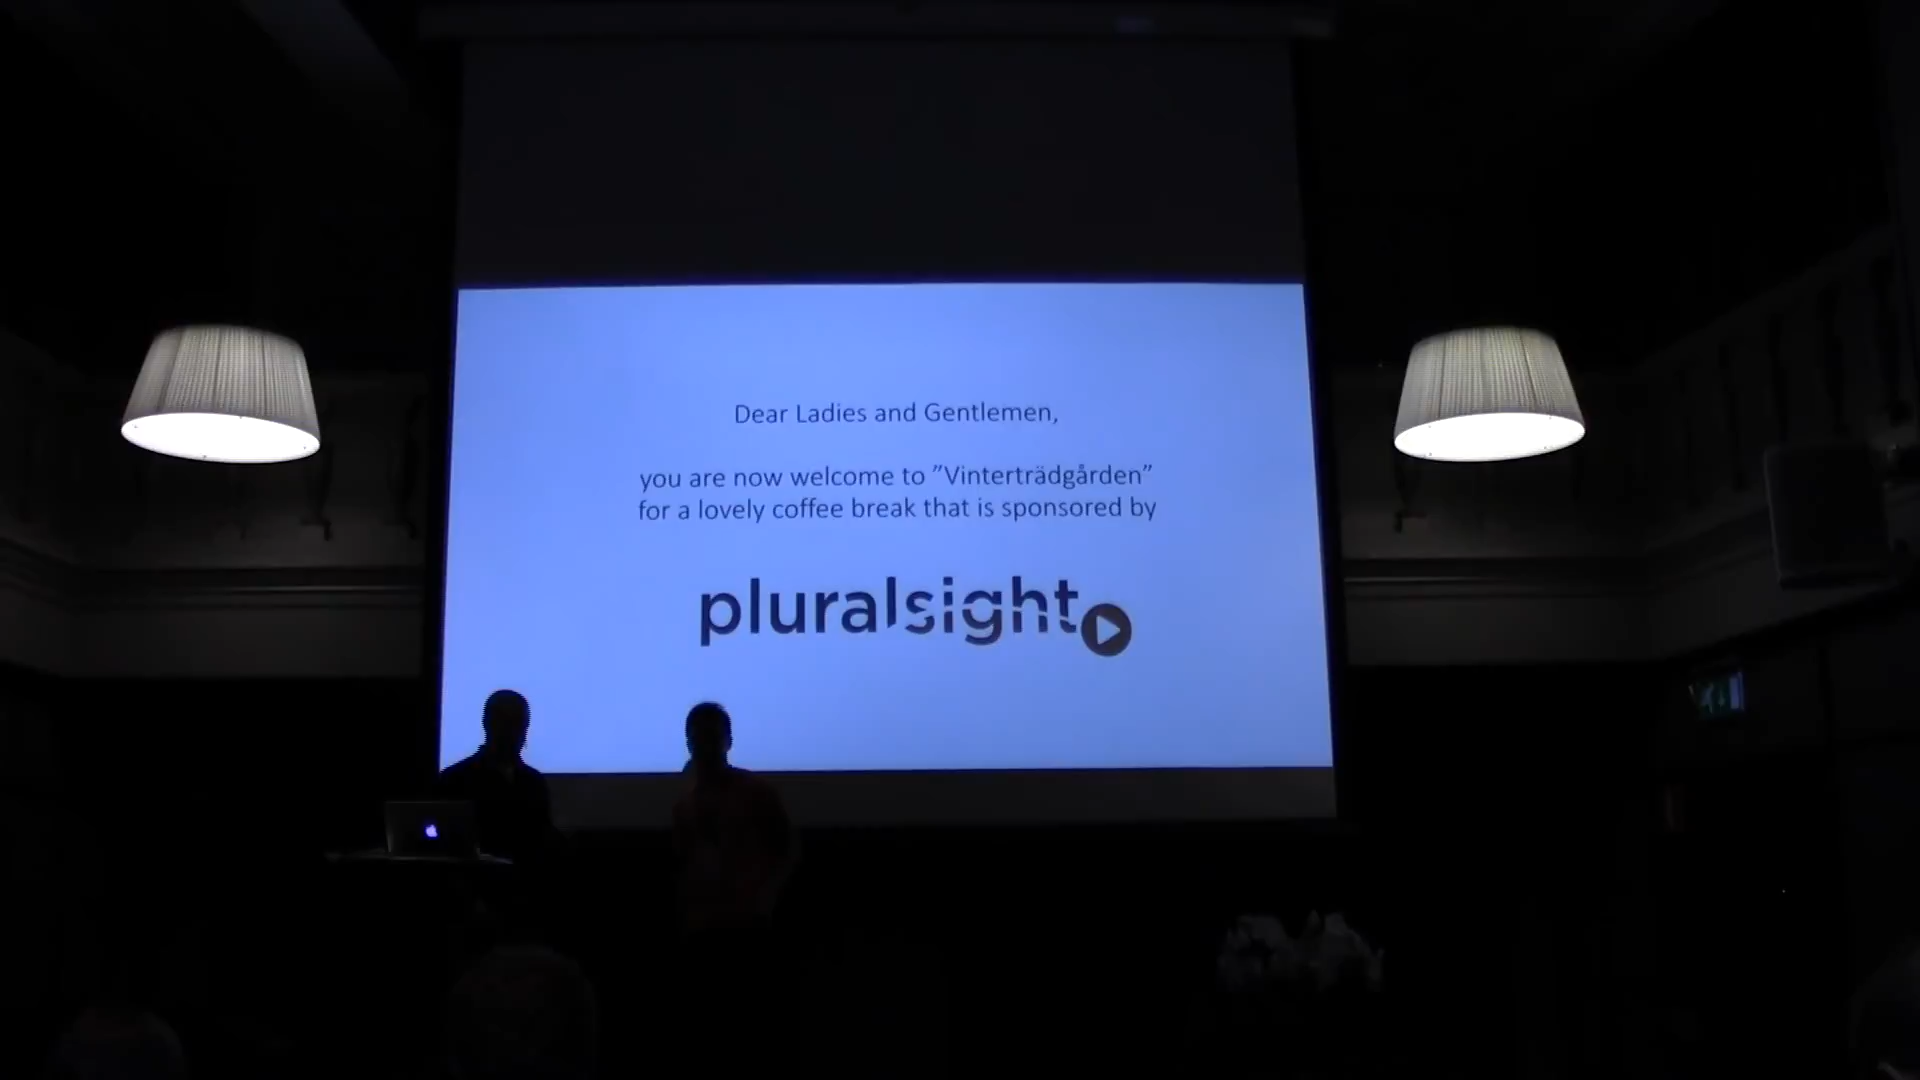 Dear Ladies and Gentlemen,
you are now welcome to ”Vinterträdgården”
for a lovely coffee break that is sponsored by
pluralsight